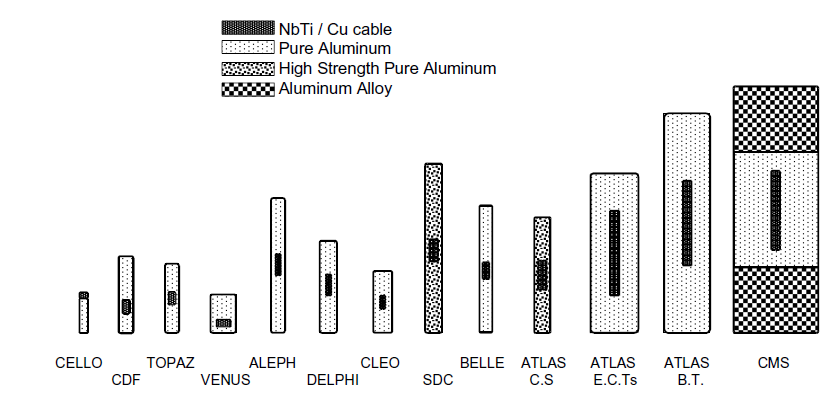 NbTi / Cu cable
Pure Aluminum
High Strength Pure Aluminum
Aluminum Alloy
CELLO TOPAZ ALEPH CLEO BELLE ATLAS ATLAS ATLAS CMS
CDF VENUS DELPHI SDC C.S E.C.Ts B.T.